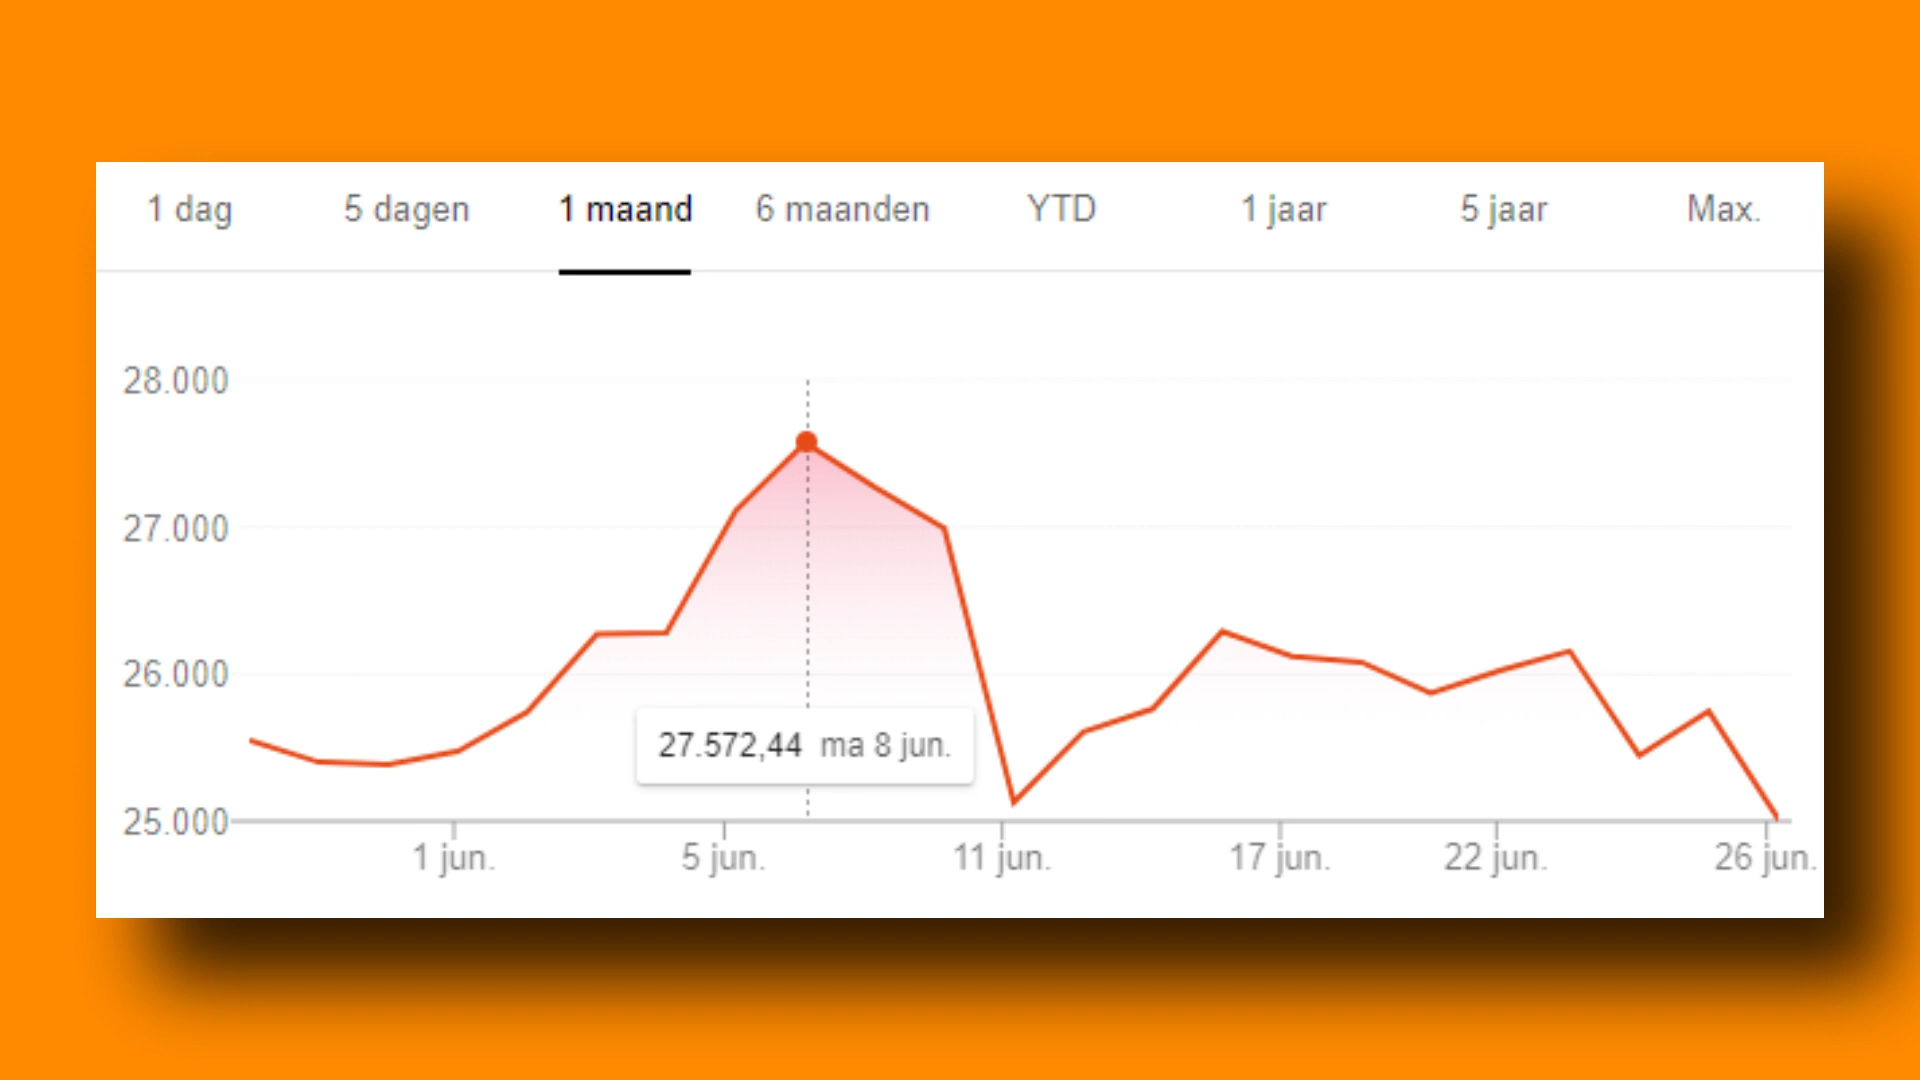 1 dag 5 dagen 1 maand 6 maanden YTD 1 jaar 5 jaar Max.
28.000
27.000
26.000
27.572,44 ma 8 jun.
25.000
1 jun. 5 jun. 11 jun. 17 jun. 22 jun. 26 jun.